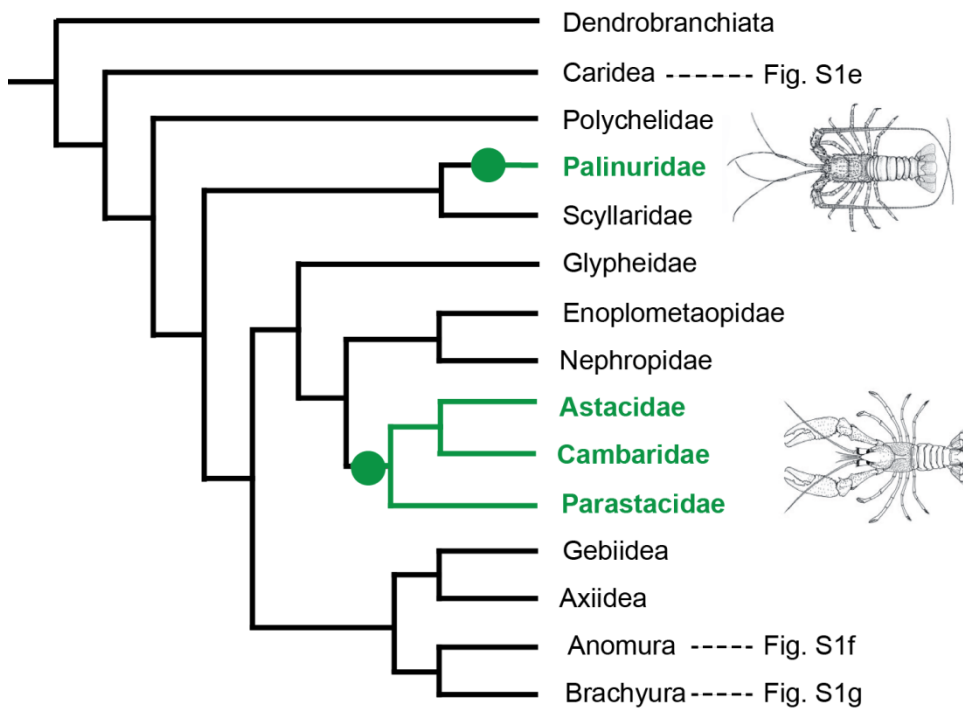 Dendrobranchiata
Caridea ------ Fig. S1e
Polychelidae
Palinuridae
Scyllaridae
Glypheidae
Enoplometaopidae
Nephropidae
Astacidae
Cambaridae
Parastacidae
Gebiidea
Axiidea
Anomura ----- Fig. S1f
Brachyura ----- Fig. S1g